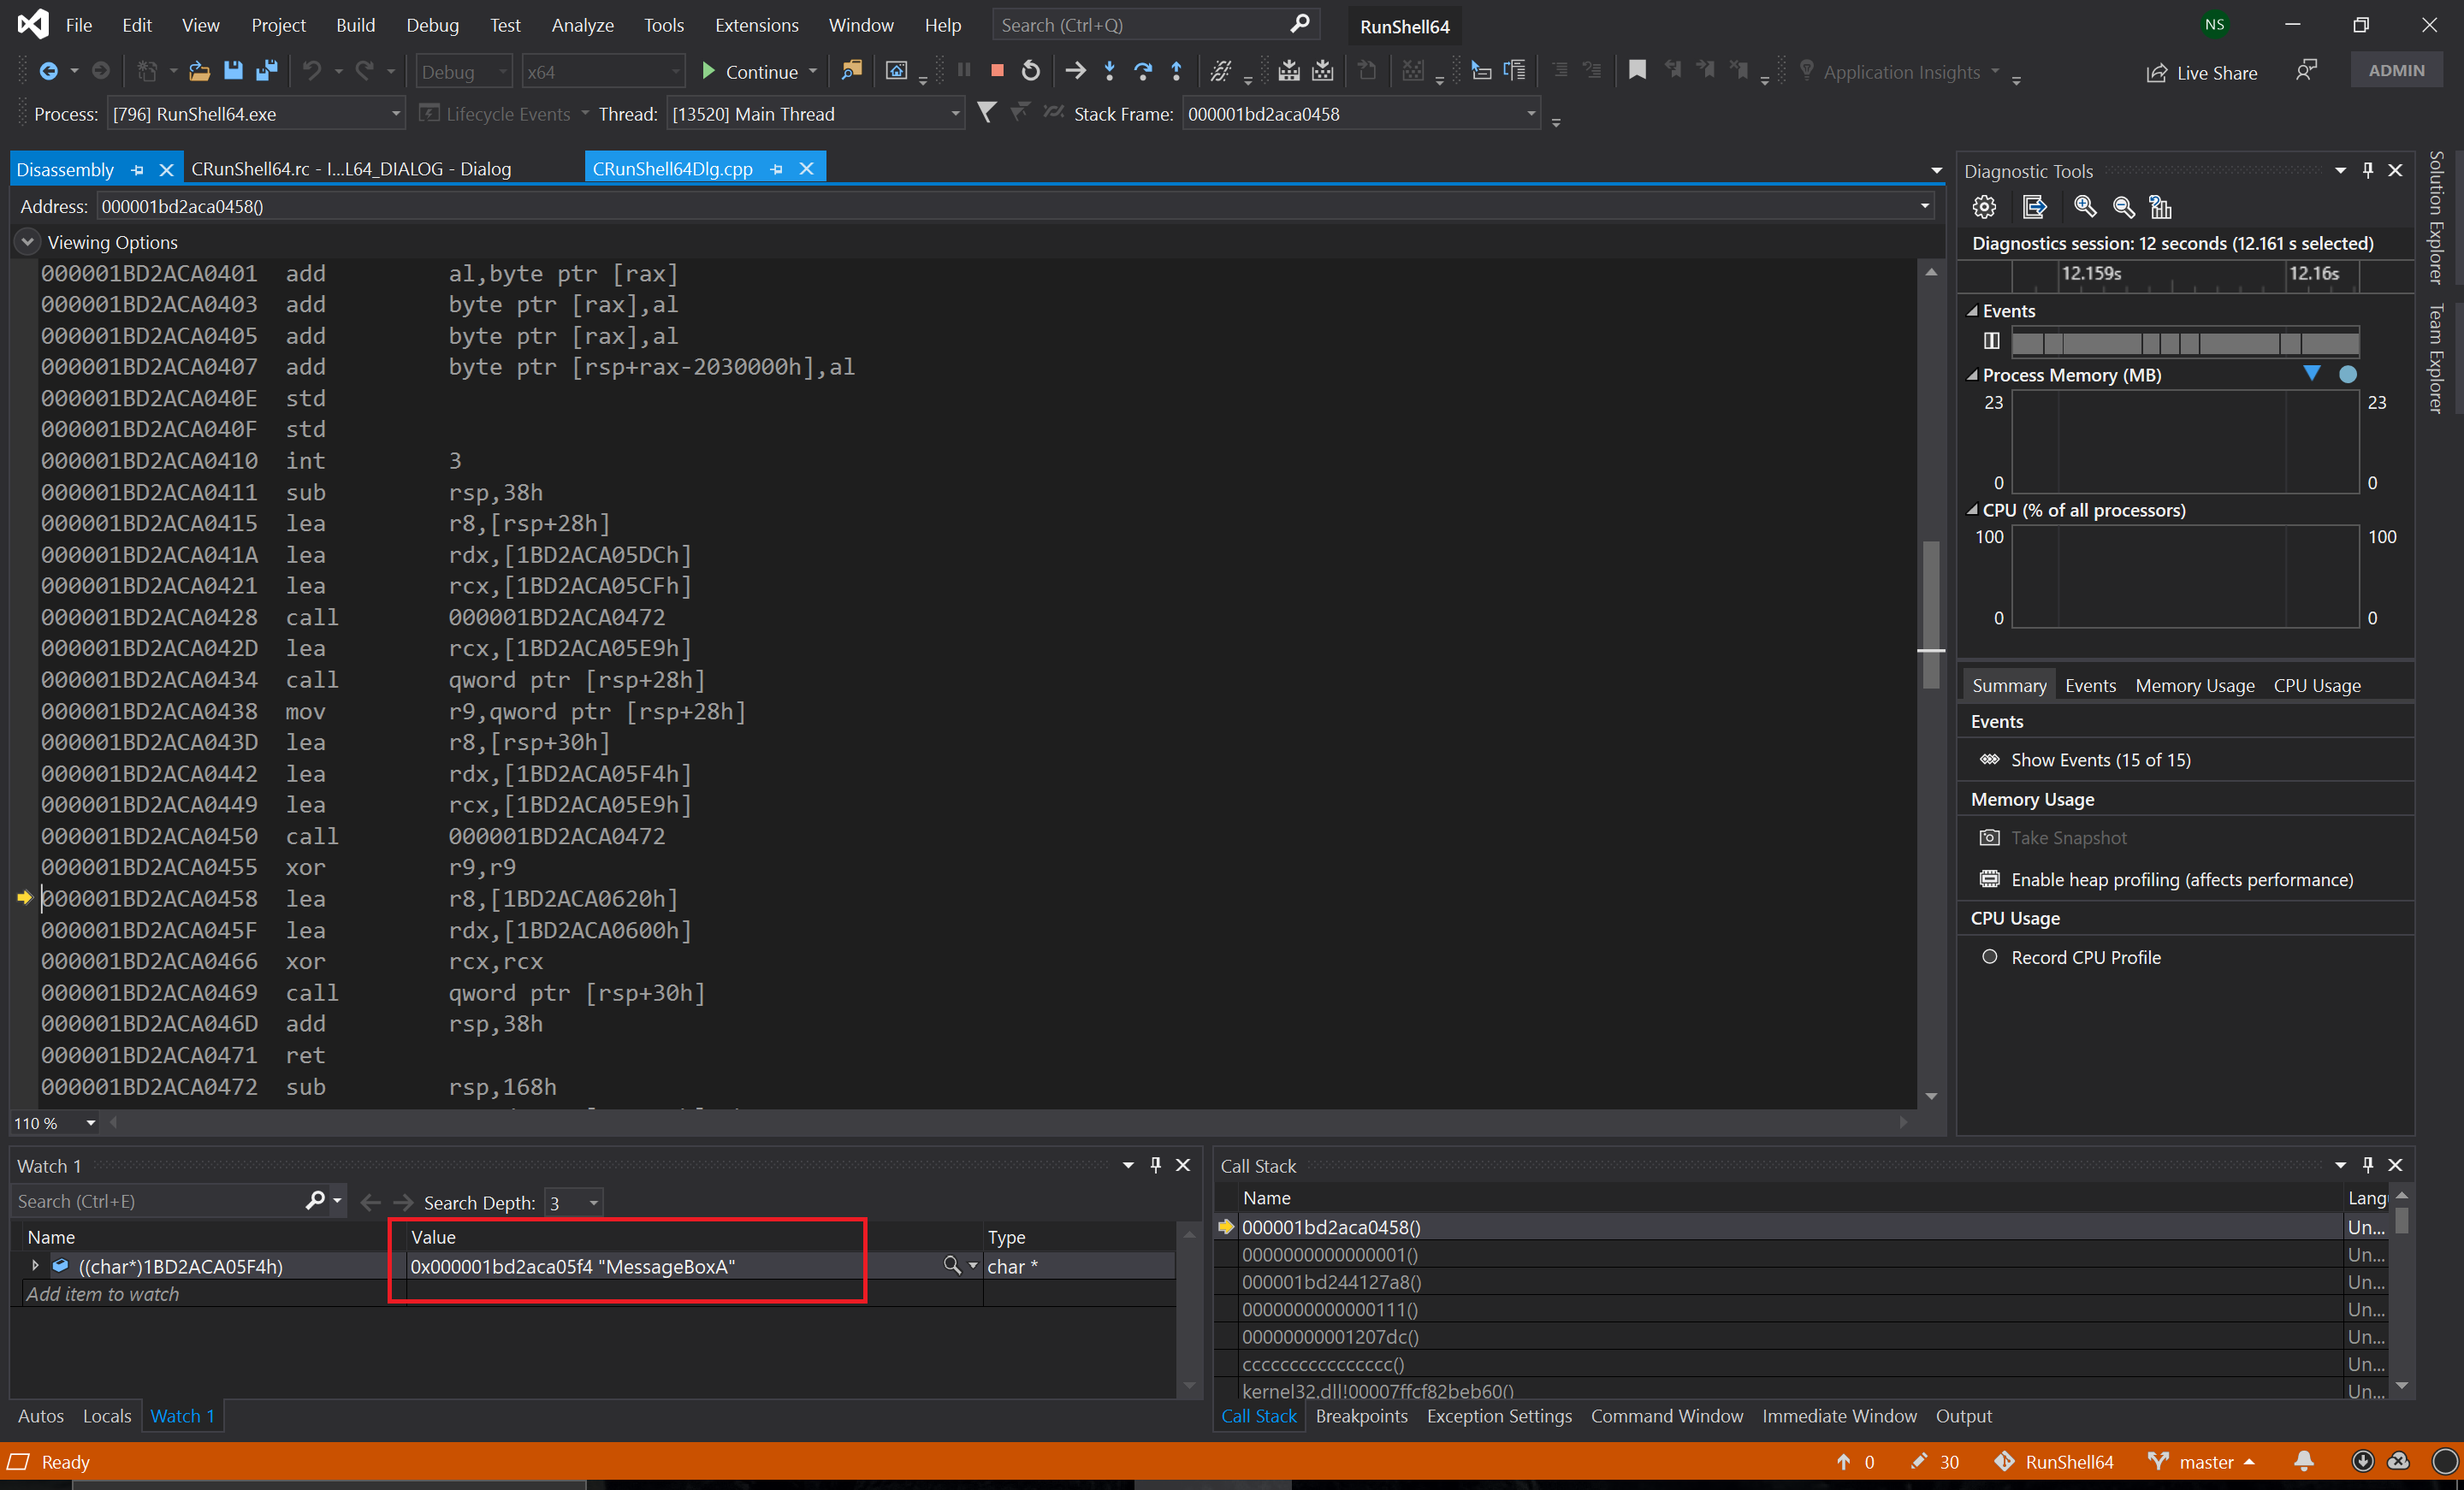 File Edit View Project Build Debug Test Analyze Tools Extensions Window Help Search (Ctrl+Q) RunShell64 NS
Debug x64 Continue Application Insights Live Share ADMIN
Process: [796] RunShell64.exe Lifecycle Events Thread: [13520] Main Thread Stack Frame: 000001bd2aca0458
Disassembly CRunShell64.rc - I...L64_DIALOG - Dialog CRunShell64Dlg.cpp
Address: 000001bd2aca0458()
Viewing Options
000001BD2ACA0401 add al,byte ptr [rax]
000001BD2ACA0403 add byte ptr [rax],al
000001BD2ACA0405 add byte ptr [rax],al
000001BD2ACA0407 add byte ptr [rsp+rax-2030000h],al
000001BD2ACA040E std
000001BD2ACA040F std
000001BD2ACA0410 int 3
000001BD2ACA0411 sub rsp,38h
000001BD2ACA0415 lea r8,[rsp+28h]
000001BD2ACA041A lea rdx,[1BD2ACA05DCh]
000001BD2ACA0421 lea rcx,[1BD2ACA05CFh]
000001BD2ACA0428 call 000001BD2ACA0472
000001BD2ACA042D lea rcx,[1BD2ACA05E9h]
000001BD2ACA0434 call qword ptr [rsp+28h]
000001BD2ACA0438 mov r9,qword ptr [rsp+28h]
000001BD2ACA043D lea r8,[rsp+30h]
000001BD2ACA0442 lea rdx,[1BD2ACA05F4h]
000001BD2ACA0449 lea rcx,[1BD2ACA05E9h]
000001BD2ACA0450 call 000001BD2ACA0472
000001BD2ACA0455 xor r9,r9
000001BD2ACA0458 lea r8,[1BD2ACA0620h]
000001BD2ACA045F lea rdx,[1BD2ACA0600h]
000001BD2ACA0466 xor rcx,rcx
000001BD2ACA0469 call qword ptr [rsp+30h]
000001BD2ACA046D add rsp,38h
000001BD2ACA0471 ret
000001BD2ACA0472 sub rsp,168h
110 %
Diagnostic Tools
Diagnostics session: 12 seconds (12.161 s selected)
12.159s 12.16s
Events
Process Memory (MB)
23 23
0 0
CPU (% of all processors)
100 100
0 0
Summary Events Memory Usage CPU Usage
Events
Show Events (15 of 15)
Memory Usage
Take Snapshot
Enable heap profiling (affects performance)
CPU Usage
Record CPU Profile
Solution Explorer
Team Explorer
Watch 1
Search (Ctrl+E) Search Depth: 3
Name Value Type
((char*)1BD2ACA05F4h) 0x000001bd2aca05f4 "MessageBoxA" char *
Add item to watch
Autos Locals Watch 1
Call Stack
Name Lang
000001bd2aca0458() Un...
0000000000000001() Un...
000001bd244127a8() Un...
0000000000000111() Un...
00000000001207dc() Un...
cccccccccccccccc() Un...
kernel32.dll!00007ffcf82beb60() Un...
Call Stack Breakpoints Exception Settings Command Window Immediate Window Output
Ready 0 30 RunShell64 master